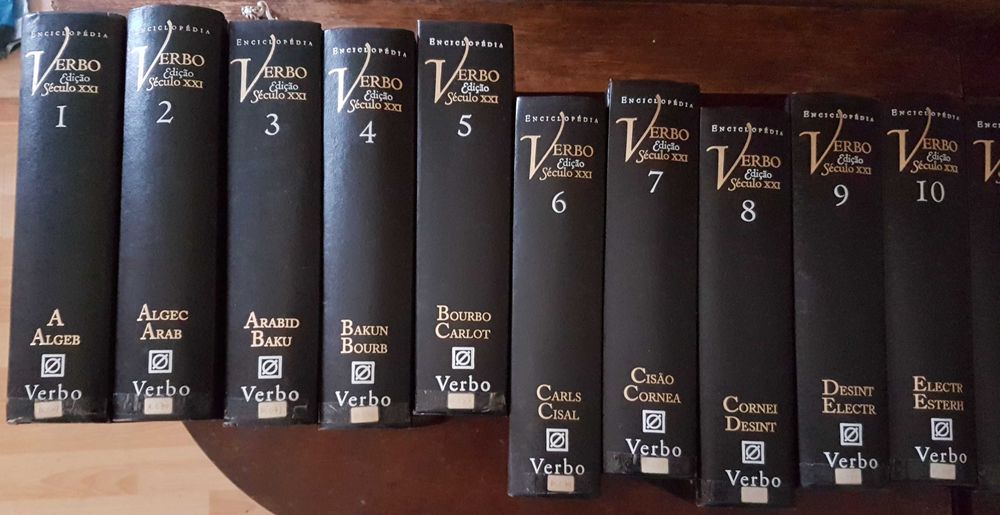 ENCICLOPÉDIA
VERBO
Edição
Século XXI
1
A
ALGEB
Verbo
ENCICLOPÉDIA
VERBO
Edição
Século XXI
2
ALGEC
ARAB
Verbo
ENCICLOPÉDIA
VERBO
Edição
Século XXI
3
ARABID
BAKU
Verbo
ENCICLOPÉDIA
VERBO
Edição
Século XXI
4
BAKUN
BOURB
Verbo
ENCICLOPÉDIA
VERBO
Edição
Século XXI
5
BOURBO
CARLOT
Verbo
ENCICLOPÉDIA
VERBO
Edição
Século XXI
6
CARLS
CISAL
Verbo
ENCICLOPÉDIA
VERBO
Edição
Século XXI
7
CISÃO
CORNEA
Verbo
ENCICLOPÉDIA
VERBO
Edição
Século XXI
8
CORNEI
DESINT
Verbo
ENCICLOPÉDIA
VERBO
Edição
Século XXI
9
DESINT
ELECTR
Verbo
ENCICLOPÉDIA
VERBO
Edição
Século XXI
10
ELECTR
ESTERH
Verbo